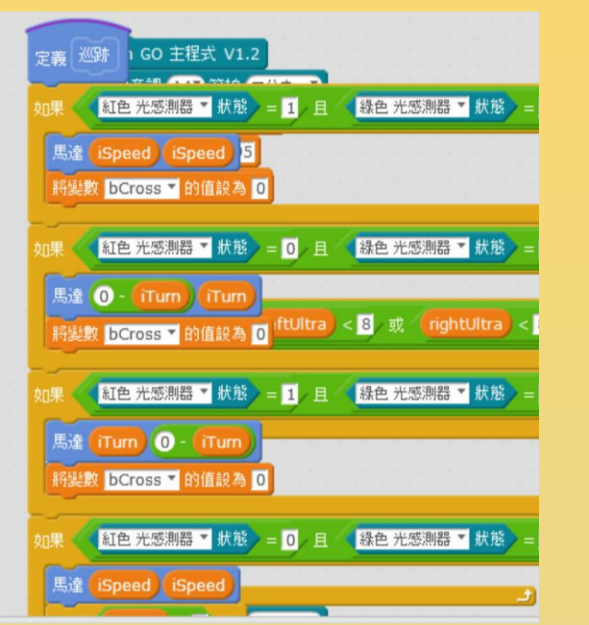 定義 巡跡 GO 主程式 V1.2
如果 紅色 光感測器 狀態 = 1 且 綠色 光感測器 狀態 =
馬達 iSpeed iSpeed 5
將變數 bCross 的值設為 0
如果 紅色 光感測器 狀態 = 0 且 綠色 光感測器 狀態 =
馬達 0 - iTurn iTurn
將變數 bCross 的值設為 0 ftUltra < 8 或 rightUltra <
如果 紅色 光感測器 狀態 = 1 且 綠色 光感測器 狀態 =
馬達 iTurn 0 - iTurn
將變數 bCross 的值設為 0
如果 紅色 光感測器 狀態 = 0 且 綠色 光感測器 狀態 =
馬達 iSpeed iSpeed